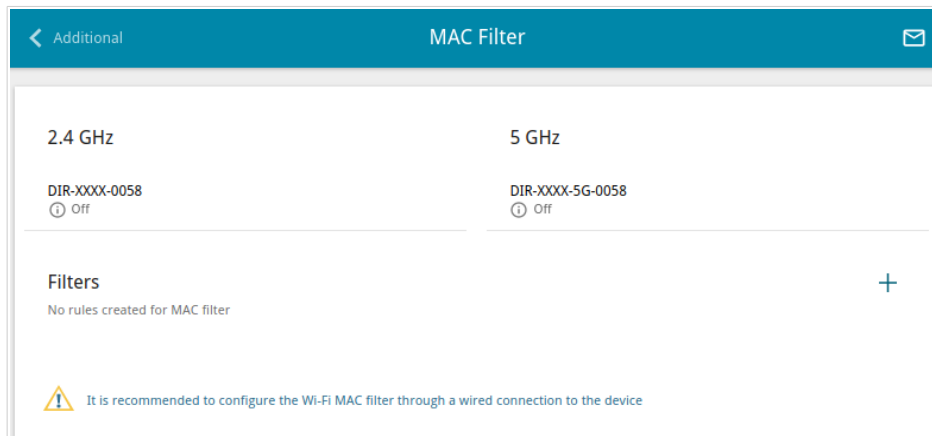 Additional
MAC Filter
2.4 GHz
5 GHz
DIR-XXXX-0058
Off
DIR-XXXX-5G-0058
Off
Filters
No rules created for MAC filter
It is recommended to configure the Wi-Fi MAC filter through a wired connection to the device